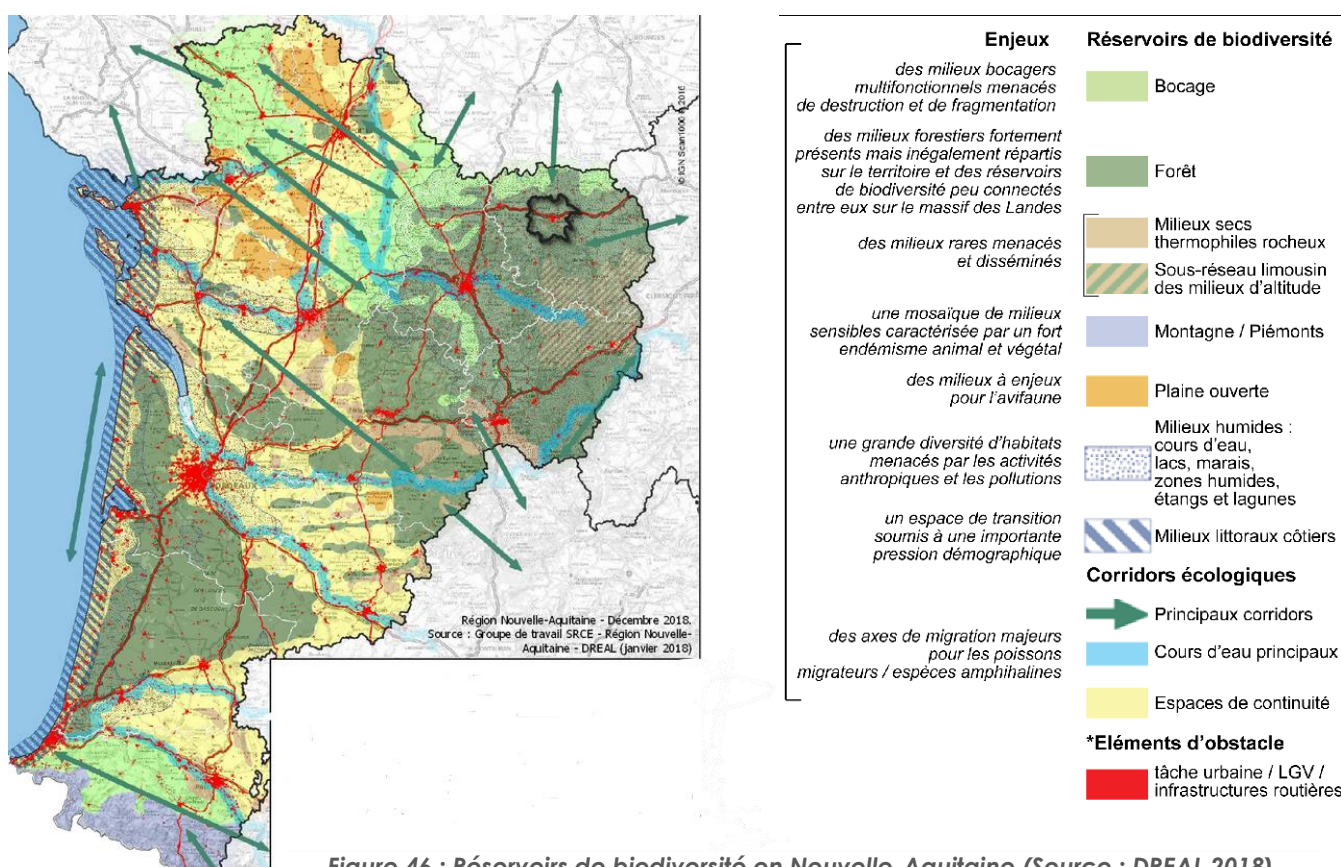 © IGN Scan1000 ® 2016
BORDEAUX
Région Nouvelle-Aquitaine - Décembre 2018.
Source : Groupe de travail SRCE - Région Nouvelle-
Aquitaine - DREAL (janvier 2018)
Enjeux
des milieux bocagers
multifonctionnels menacés
de destruction et de fragmentation
des milieux forestiers fortement
présents mais inégalement répartis
sur le territoire et des réservoirs
de biodiversité peu connectés
entre eux sur le massif des Landes
des milieux rares menacés
et disséminés
une mosaïque de milieux
sensibles caractérisée par un fort
endémisme animal et végétal
des milieux à enjeux
pour l'avifaune
une grande diversité d'habitats
menacés par les activités
anthropiques et les pollutions
un espace de transition
soumis à une importante
pression démographique
des axes de migration majeurs
pour les poissons
migrateurs / espèces amphihalines
Réservoirs de biodiversité
Bocage
Forêt
Milieux secs
thermophiles rocheux
Sous-réseau limousin
des milieux d'altitude
Montagne / Piémonts
Plaine ouverte
Milieux humides :
cours d'eau,
lacs, marais,
zones humides,
étangs et lagunes
Milieux littoraux côtiers
Corridors écologiques
Principaux corridors
Cours d'eau principaux
Espaces de continuité
*Eléments d'obstacle
tâche urbaine / LGV /
infrastructures routières
Figure 46 : Réservoirs de biodiversité en Nouvelle-Aquitaine (Source : DREAL 2018)